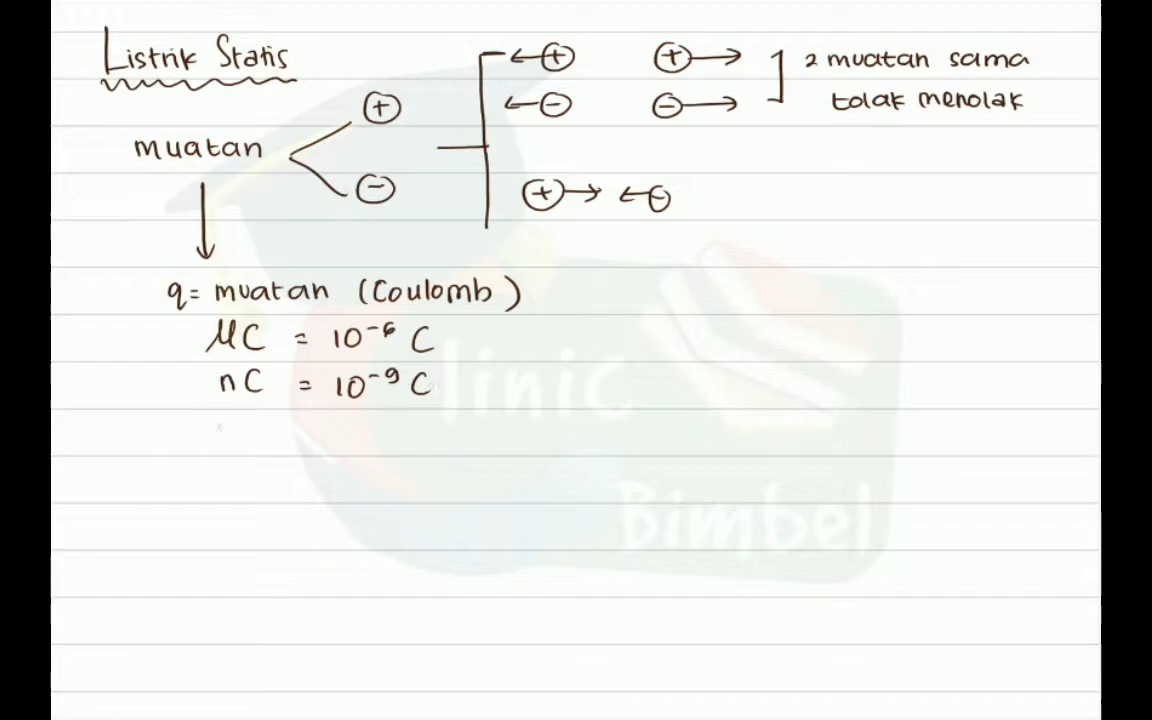 Listrik Statis
muatan
+
-
+ +
- -
+ -
2 muatan sama
tolak menolak
q = muatan (Coulomb)
μC = 10⁻⁶ C
nC = 10⁻⁹ C
Clinic
Bimbel